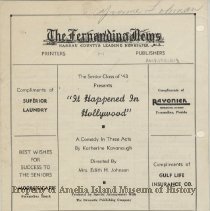 The Fernandina News
NASSAU COUNTY'S LEADING NEWSPAPER
PRINTERS
PUBLISHERS
Compliments of
SUPERIOR
LAUNDRY
BEST WISHES
FOR SUCCESS
TO THE
SENIORS
The Senior Class of '43
Presents
"It Happened In
Hollywood"
A Comedy In Three Acts
By Katherine Kavanaugh
Directed By
Mrs. Edith H. Johnson
Compliments of
RAYONIER
Fernandina, Florida
Compliments of
GULF LIFE
INSURANCE CO.
Property of Amelia Island Museum of History